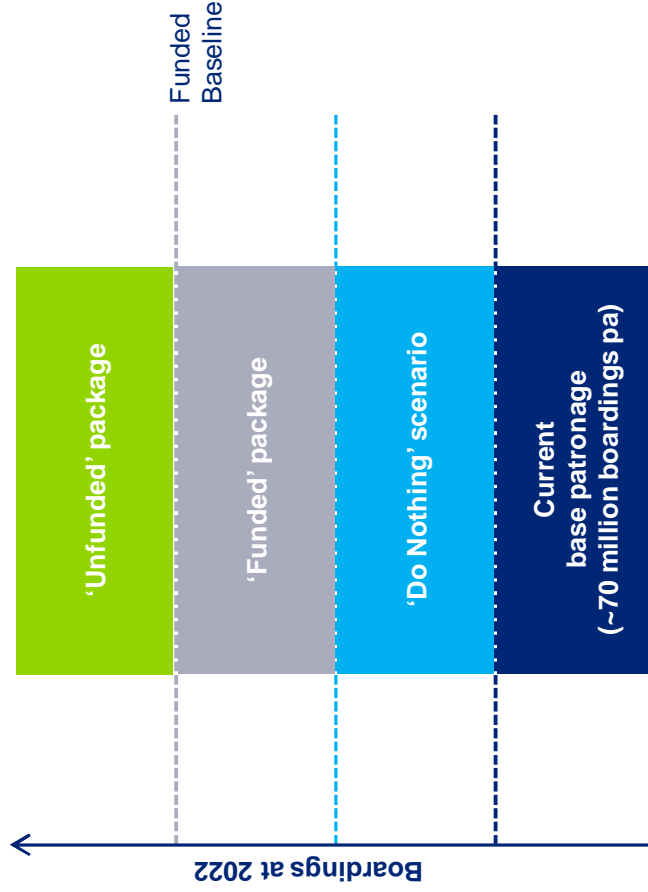 Funded
Baseline
‘Unfunded’ package
‘Funded’ package
‘Do Nothing’ scenario
Current
base patronage
(~70 million boardings pa)
Boardings at 2022